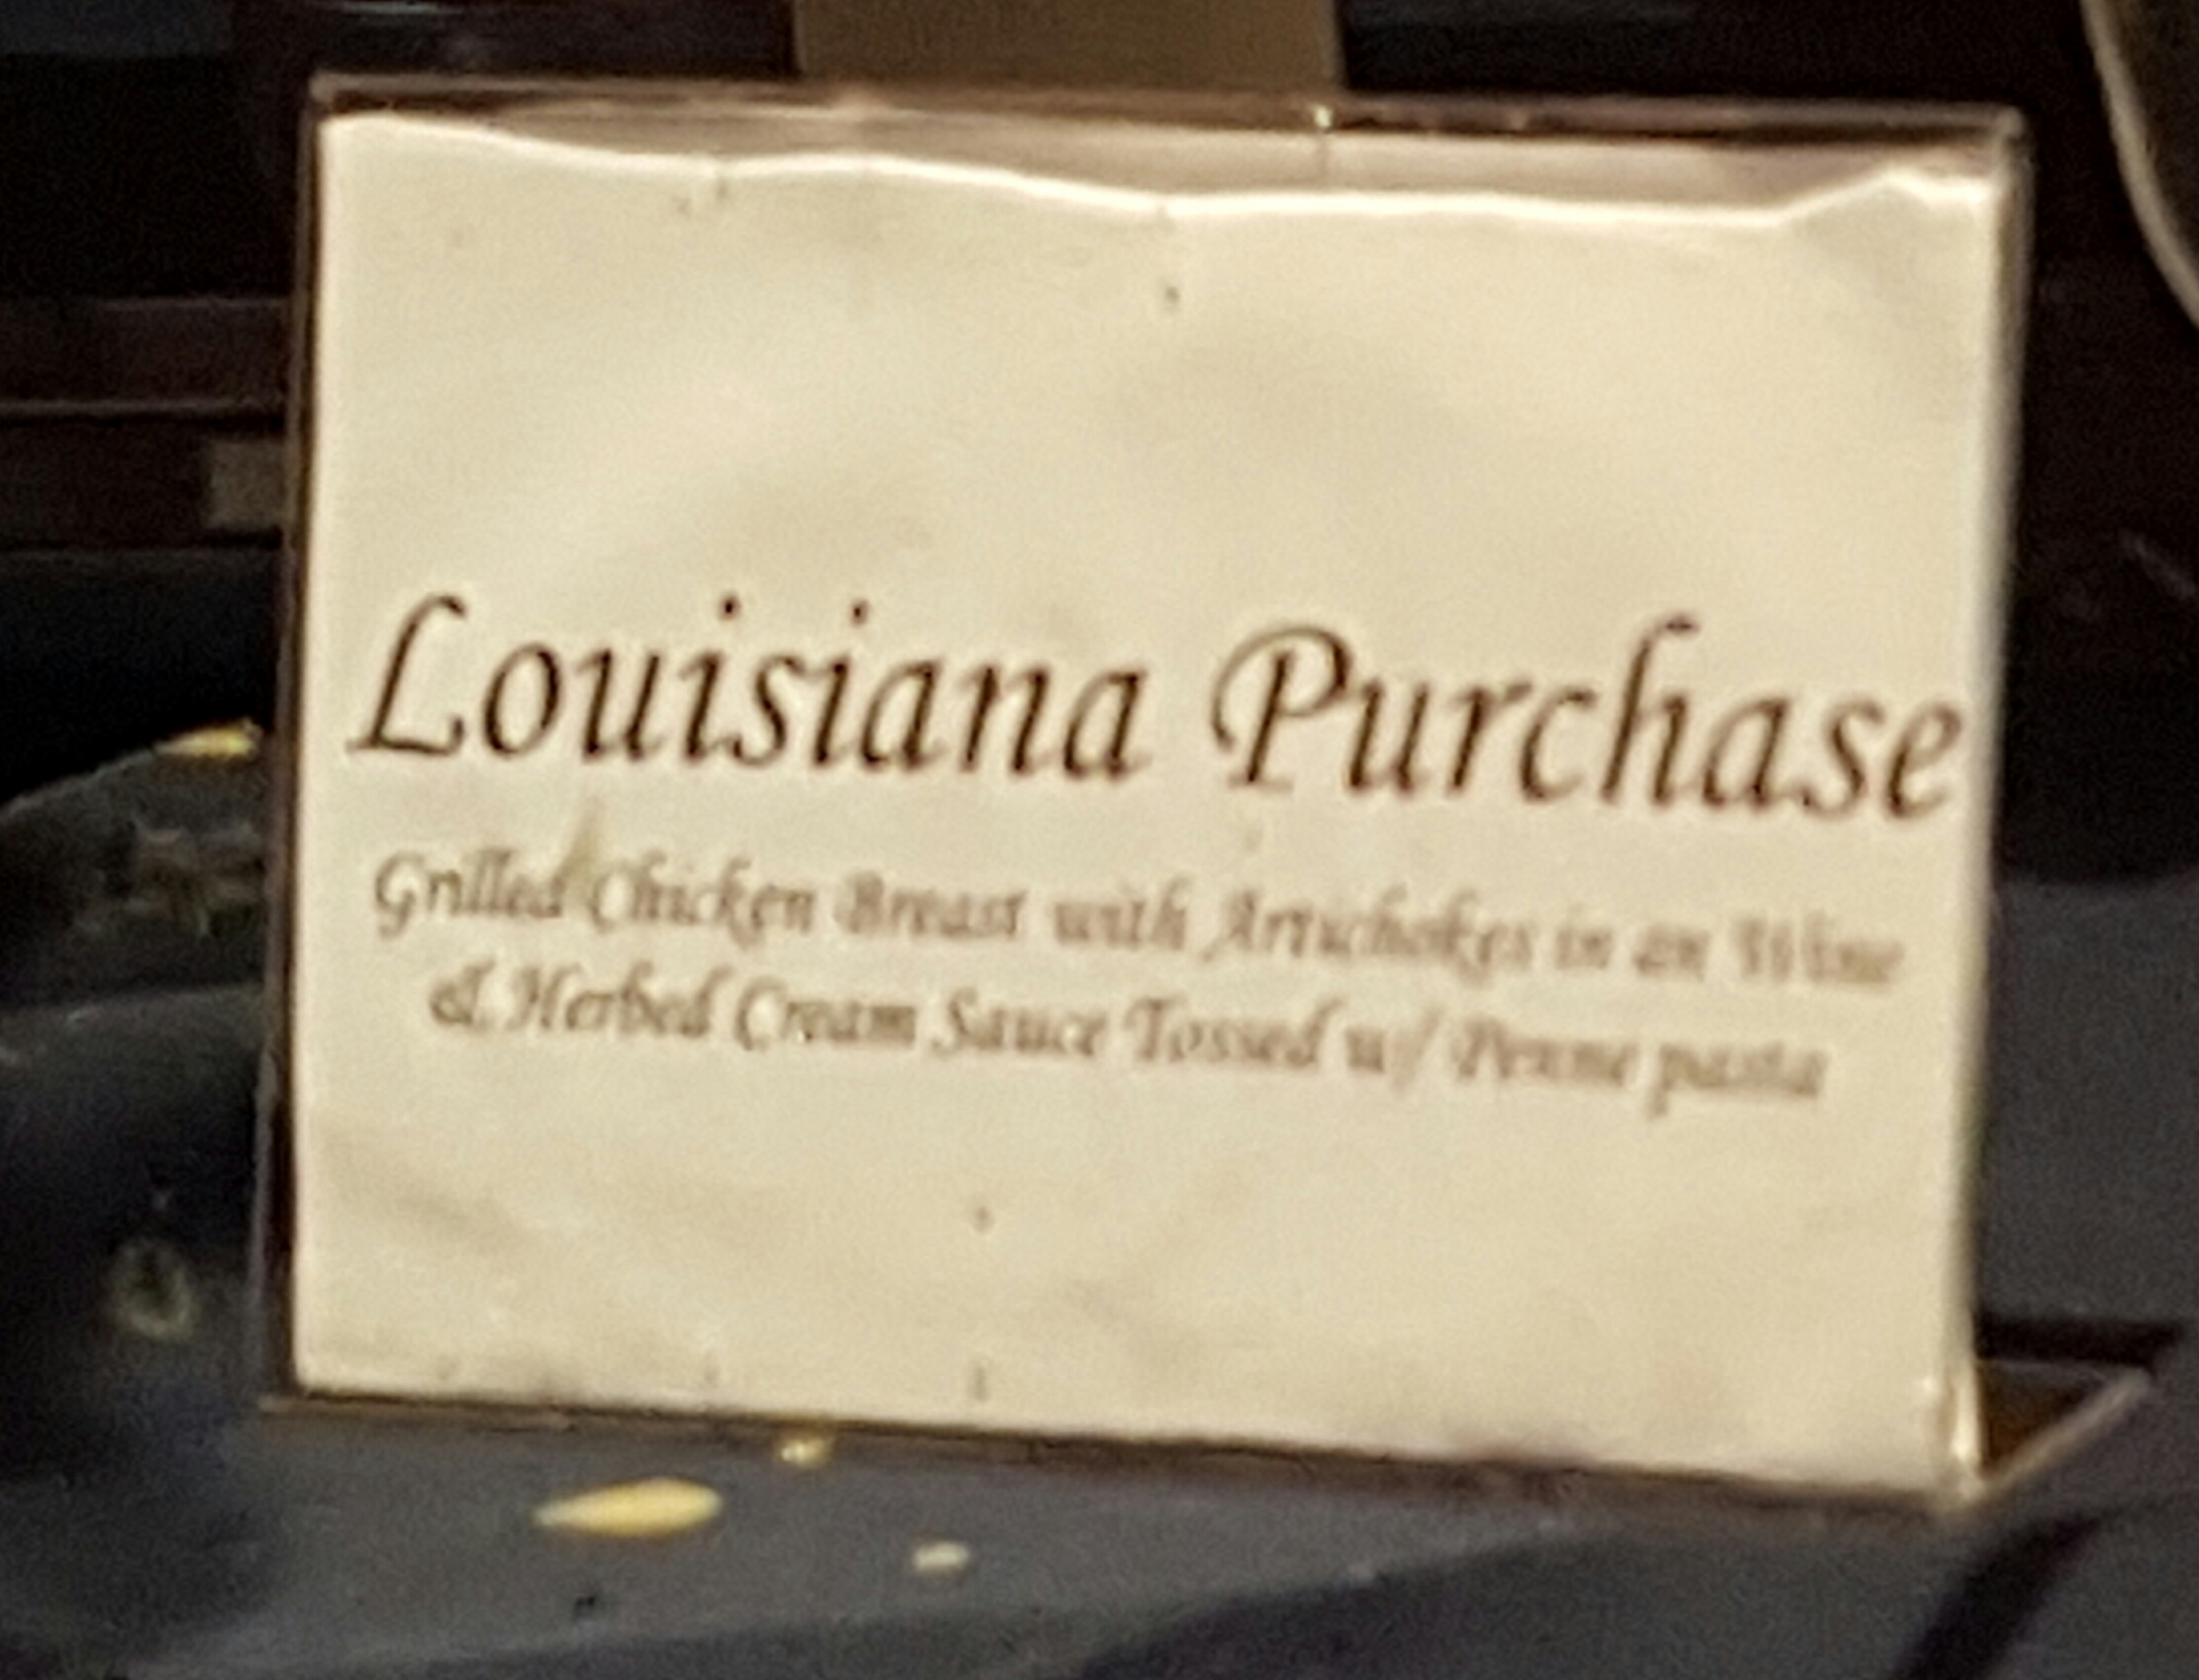 Louisiana Purchase
Grilled Chicken Breast with Artichokes in an Wine
& Herbed Cream Sauce Tossed w/ Penne pasta